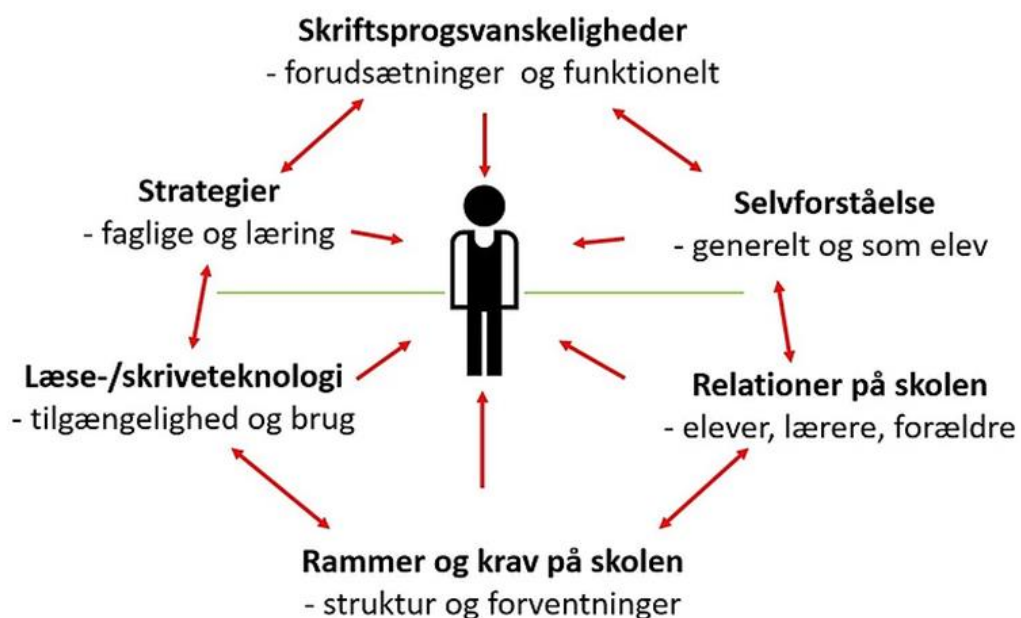 Skriftsprogsvanskeligheder
- forudsætninger og funktionelt
Strategier
- faglige og læring
Selvforståelse
- generelt og som elev
Læse-/skriveteknologi
- tilgængelighed og brug
Relationer på skolen
- elever, lærere, forældre
Rammer og krav på skolen
- struktur og forventninger